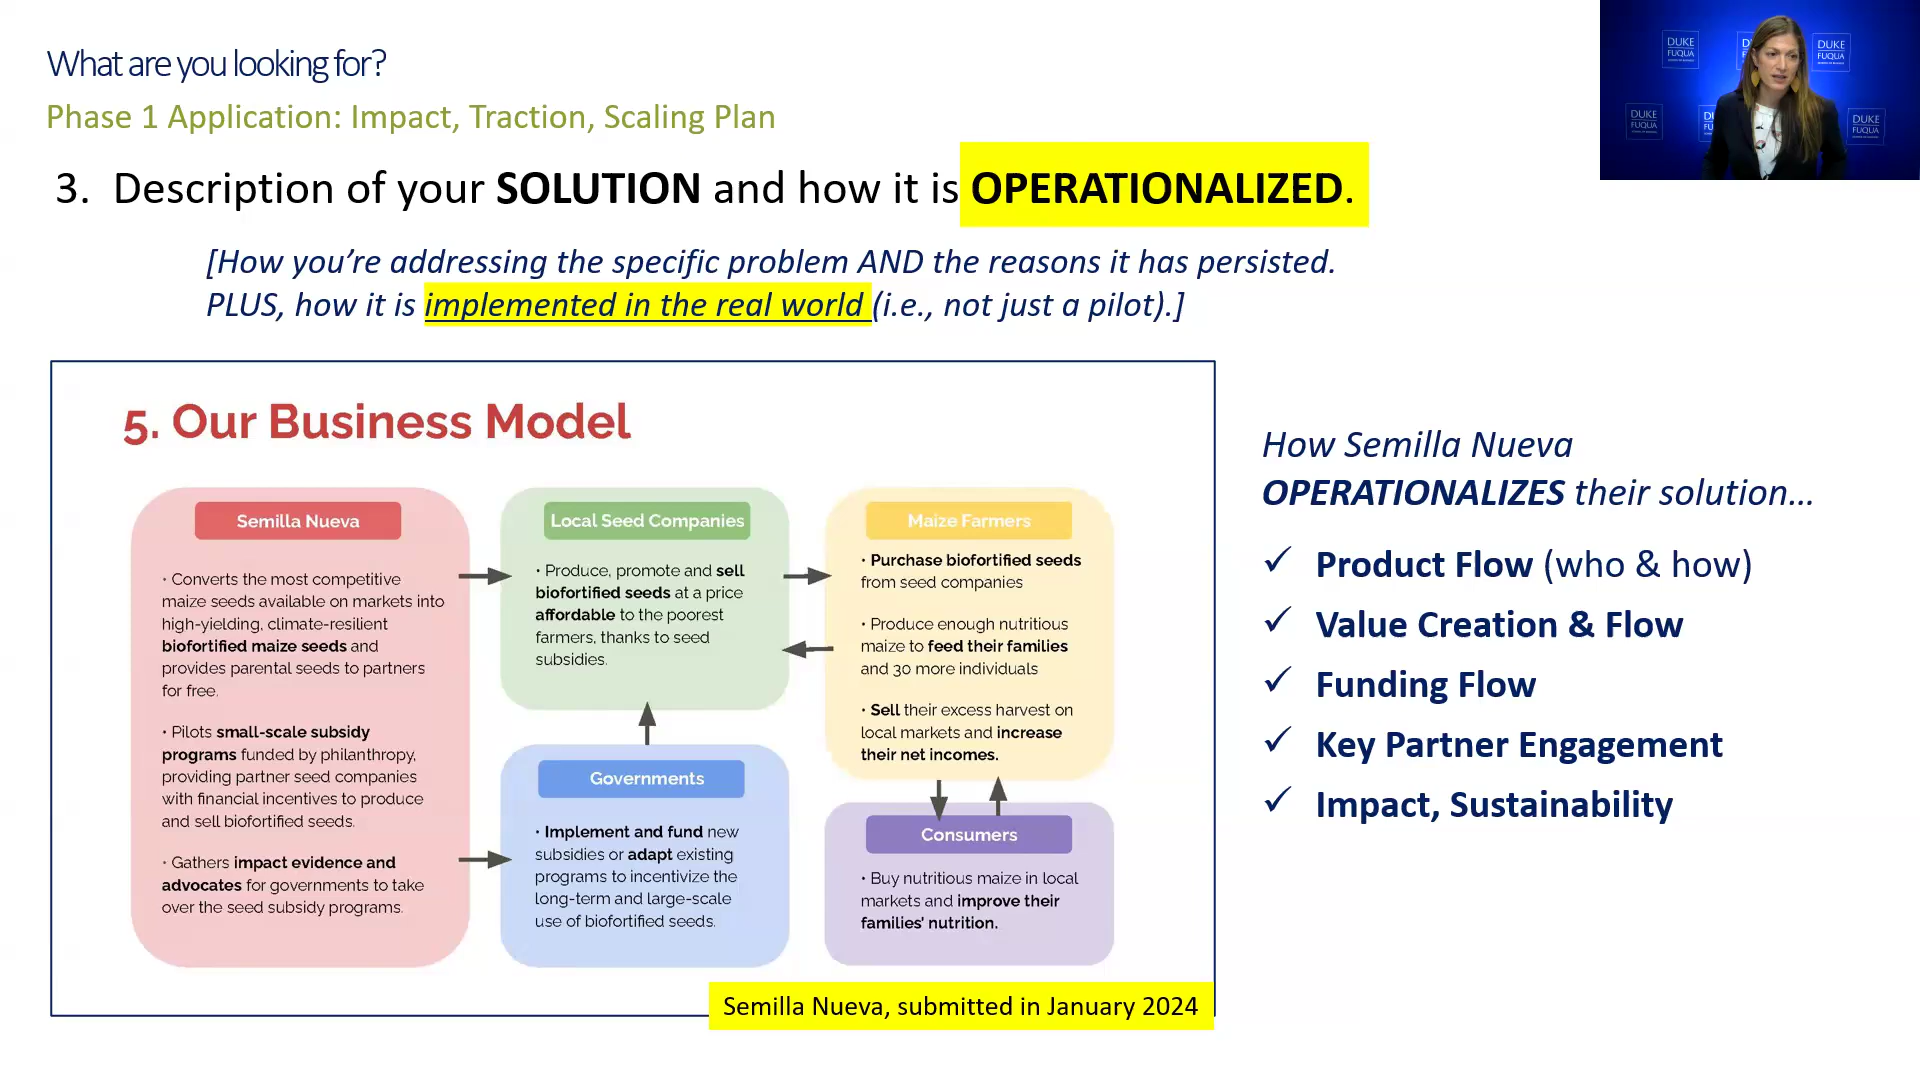 What are you looking for?
Phase 1 Application: Impact, Traction, Scaling Plan
3. Description of your SOLUTION and how it is OPERATIONALIZED.
[How you’re addressing the specific problem AND the reasons it has persisted.
PLUS, how it is implemented in the real world (i.e., not just a pilot).]
5. Our Business Model
Semilla Nueva
• Converts the most competitive
maize seeds available on markets into
high-yielding, climate-resilient
biofortified maize seeds and
provides parental seeds to partners
for free.
• Pilots small-scale subsidy
programs funded by philanthropy,
providing partner seed companies
with financial incentives to produce
and sell biofortified seeds.
• Gathers impact evidence and
advocates for governments to take
over the seed subsidy programs.
Local Seed Companies
• Produce, promote and sell
biofortified seeds at a price
affordable to the poorest
farmers, thanks to seed
subsidies.
Governments
• Implement and fund new
subsidies or adapt existing
programs to incentivize the
long-term and large-scale
use of biofortified seeds.
Maize Farmers
• Purchase biofortified seeds
from seed companies
• Produce enough nutritious
maize to feed their families
and 30 more individuals
• Sell their excess harvest on
local markets and increase
their net incomes.
Consumers
• Buy nutritious maize in local
markets and improve their
families' nutrition.
Semilla Nueva, submitted in January 2024
How Semilla Nueva
OPERATIONALIZES their solution...
✓ Product Flow (who & how)
✓ Value Creation & Flow
✓ Funding Flow
✓ Key Partner Engagement
✓ Impact, Sustainability
DUKE
FUQUA
DUKE
FUQUA
DUKE
FUQUA
DUKE
FUQUA